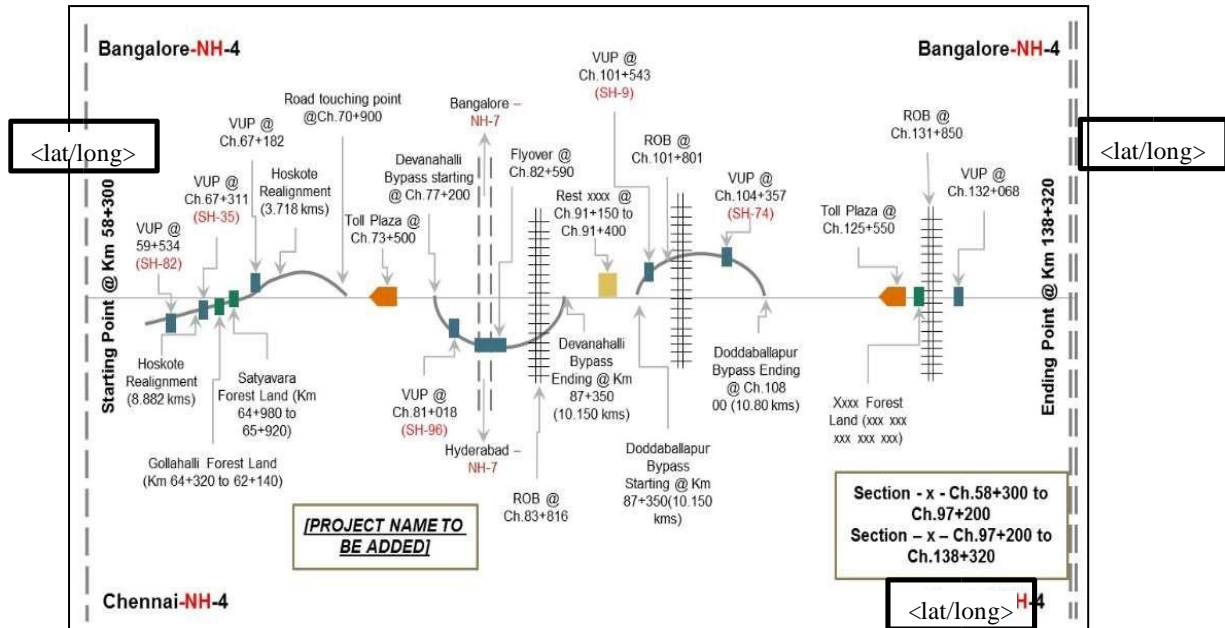 Bangalore-NH-4
Bangalore-NH-4
<lat/long>
<lat/long>
Starting Point @ Km 58+300
Ending Point @ Km 138+320
VUP @
59+534
(SH-82)
VUP @
Ch.67+311
(SH-35)
VUP @
Ch.67+182
Hoskote
Realignment
(3.718 kms)
Road touching point
@Ch.70+900
Toll Plaza @
Ch.73+500
Devanahalli
Bypass starting
@ Ch.77+200
Bangalore –
NH-7
Flyover @
Ch.82+590
VUP @
Ch.101+543
(SH-9)
Rest xxxx @
Ch.91+150 to
Ch.91+400
ROB @
Ch.101+801
VUP @
Ch.104+357
(SH-74)
Toll Plaza @
Ch.125+550
ROB @
Ch.131+850
VUP @
Ch.132+068
Hoskote
Realignment
(8.882 kms)
Satyavara
Forest Land (Km
64+980 to
65+920)
Gollahalli Forest Land
(Km 64+320 to 62+140)
VUP @
Ch.81+018
(SH-96)
Hyderabad –
NH-7
ROB @
Ch.83+816
Devanahalli
Bypass
Ending @ Km
87+350
(10.150 kms)
Doddaballapur
Bypass
Starting @ Km
87+350(10.150
kms)
Doddaballapur
Bypass Ending
@ Ch.108
00 (10.80 kms)
Xxxx Forest
Land (xxx xxx
xxx xxx xxx)
[PROJECT NAME TO
BE ADDED]
Section - x - Ch.58+300 to
Ch.97+200
Section – x – Ch.97+200 to
Ch.138+320
Chennai-NH-4
<lat/long>
H-4